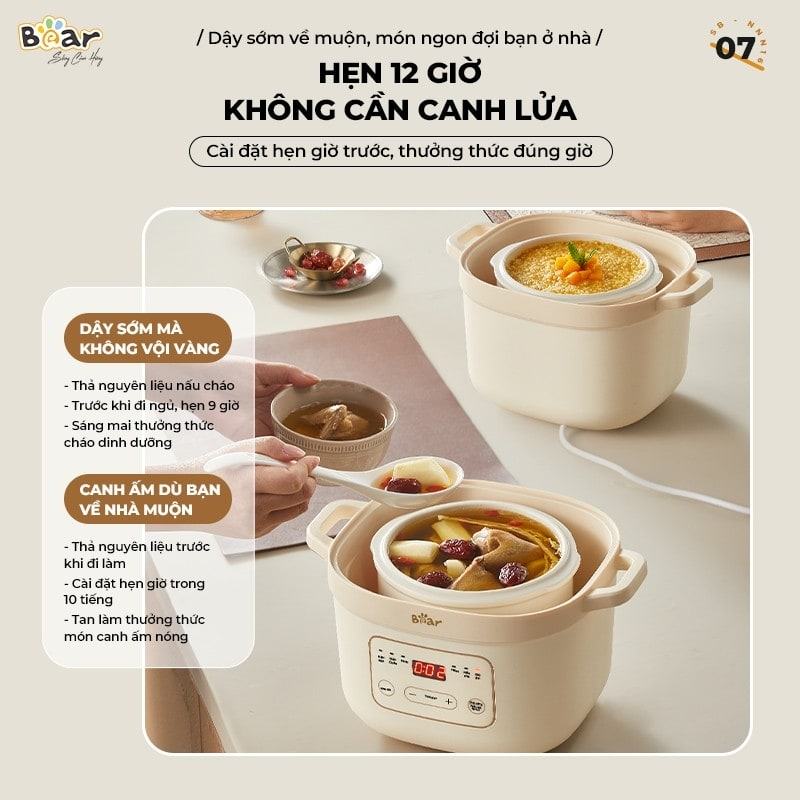 Bear
/ Dậy sớm về muộn, món ngon đợi bạn ở nhà /
SB - NNN16
07
HẸN 12 GIỜ
KHÔNG CẦN CANH LỬA
Cài đặt hẹn giờ trước, thưởng thức đúng giờ
DẬY SỚM MÀ
KHÔNG VỘI VÀNG
- Thả nguyên liệu nấu cháo
- Trước khi đi ngủ, hẹn 9 giờ
- Sáng mai thưởng thức
cháo dinh dưỡng
CANH ẤM DÙ BẠN
VỀ NHÀ MUỘN
- Thả nguyên liệu trước
khi đi làm
- Cài đặt hẹn giờ trong
10 tiếng
- Tan làm thưởng thức
món canh ấm nóng
Bear
0:02